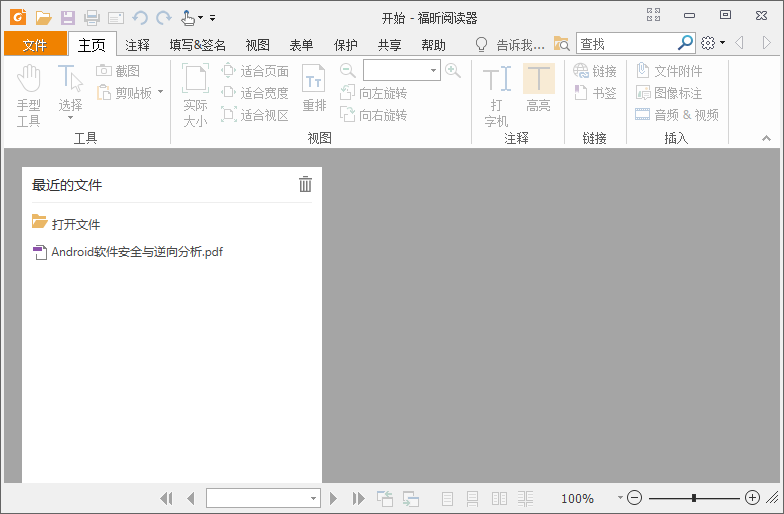 开始 - 福昕阅读器
文件 主页 注释 填写&签名 视图 表单 保护 共享 帮助 告诉我... 查找
手型工具 选择 截图 剪贴板
工具
实际大小 适合页面 适合宽度 适合视区 重排 向左旋转 向右旋转
视图
打字机 高亮
注释
链接 书签
链接
文件附件 图像标注 音频 & 视频
插入
最近的文件
打开文件
Android软件安全与逆向分析.pdf
100%